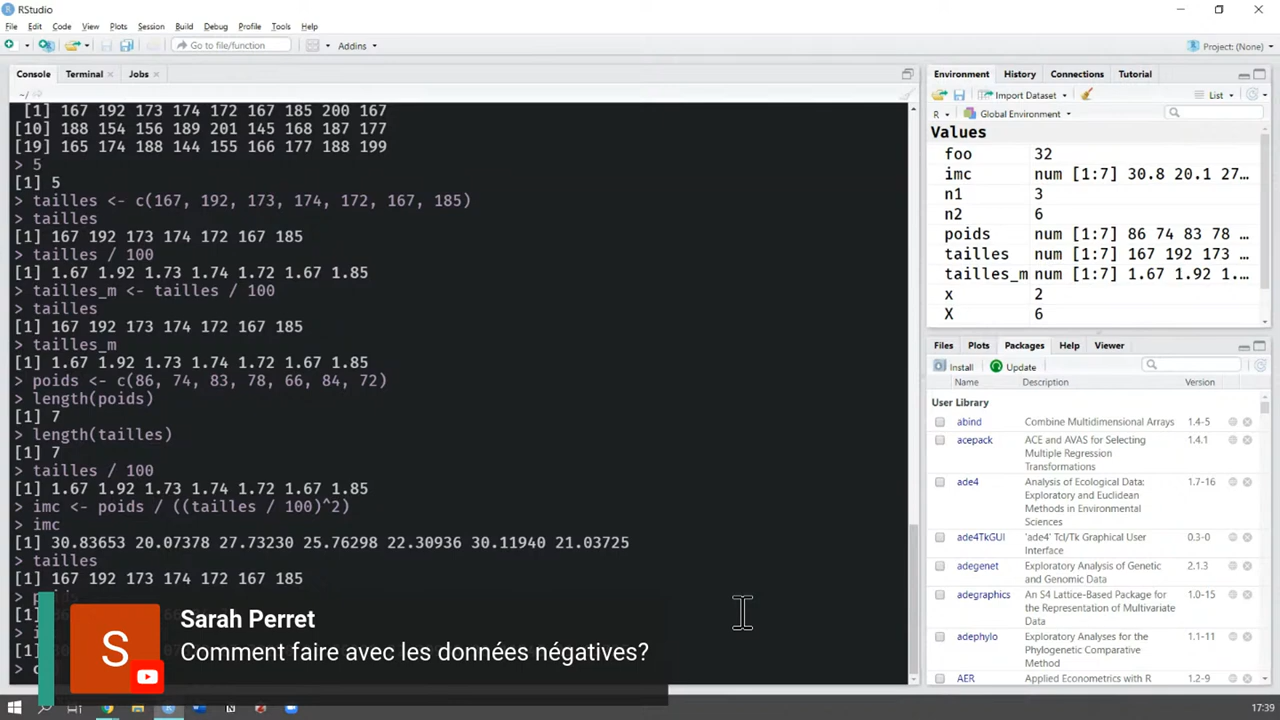 RStudio
File Edit Code View Plots Session Build Debug Profile Tools Help
Go to file/function Addins Project: (None)
Console Terminal Jobs
~/
[1] 167 192 173 174 172 167 185 200 167
[10] 188 154 156 189 201 145 168 187 177
[19] 165 174 188 144 155 166 177 188 199
> 5
[1] 5
> tailles <- c(167, 192, 173, 174, 172, 167, 185)
> tailles
[1] 167 192 173 174 172 167 185
> tailles / 100
[1] 1.67 1.92 1.73 1.74 1.72 1.67 1.85
> tailles_m <- tailles / 100
> tailles
[1] 167 192 173 174 172 167 185
> tailles_m
[1] 1.67 1.92 1.73 1.74 1.72 1.67 1.85
> poids <- c(86, 74, 83, 78, 66, 84, 72)
> length(poids)
[1] 7
> length(tailles)
[1] 7
> tailles / 100
[1] 1.67 1.92 1.73 1.74 1.72 1.67 1.85
> imc <- poids / ((tailles / 100)^2)
> imc
[1] 30.83653 20.07378 27.73230 25.76298 22.30936 30.11940 21.03725
> tailles
[1] 167 192 173 174 172 167 185
> c
S
Sarah Perret
Comment faire avec les données négatives?
Environment History Connections Tutorial
Import Dataset List
R Global Environment
Values
foo 32
imc num [1:7] 30.8 20.1 27…
n1 3
n2 6
poids num [1:7] 86 74 83 78 …
tailles num [1:7] 167 192 173 …
tailles_m num [1:7] 1.67 1.92 1.…
x 2
X 6
Files Plots Packages Help Viewer
Install Update
Name Description Version
User Library
abind Combine Multidimensional Arrays 1.4-5
acepack ACE and AVAS for Selecting 1.4.1
Multiple Regression
Transformations
ade4 Analysis of Ecological Data: 1.7-16
Exploratory and Euclidean
Methods in Environmental
Sciences
ade4TkGUI 'ade4' Tcl/Tk Graphical User 0.3-0
Interface
adegenet Exploratory Analysis of Genetic 2.1.3
and Genomic Data
adegraphics An S4 Lattice-Based Package for 1.0-15
the Representation of Multivariate
Data
adephylo Exploratory Analyses for the 1.1-11
Phylogenetic Comparative
Method
AER Applied Econometrics with R 1.2-9
17:39